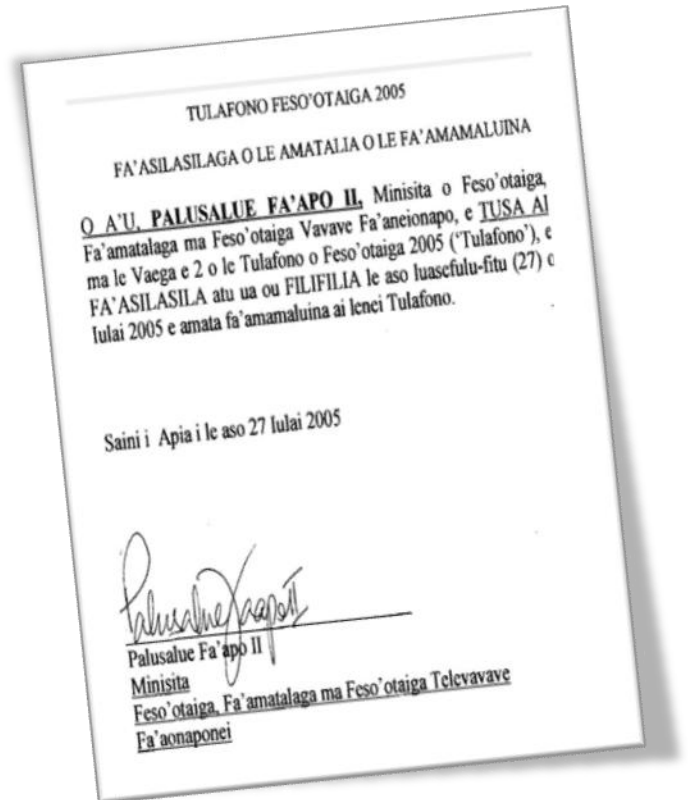 TULAFONO FESO'OTAIGA 2005
FA'ASILASILAGA O LE AMATALIA O LE FA'AMAMALUINA
O A'U, PALUSALUE FA'APO II, Minisita o Feso'otaiga,
Fa'amatalaga ma Feso'otaiga Vavave Fa'aneionapo, e TUSA AI
ma le Vaega e 2 o le Tulafono o Feso'otaiga 2005 ('Tulafono'), e
FA'ASILASILA atu ua ou FILIFILIA le aso luasefulu-fitu (27) o
Iulai 2005 e amata fa'amamaluina ai lenei Tulafono.
Saini i Apia i le aso 27 Iulai 2005
Palusalue Faapo II
Palusalue Fa'apo II
Minisita
Feso'otaiga, Fa'amatalaga ma Feso'otaiga Televavave
Fa'aonaponei